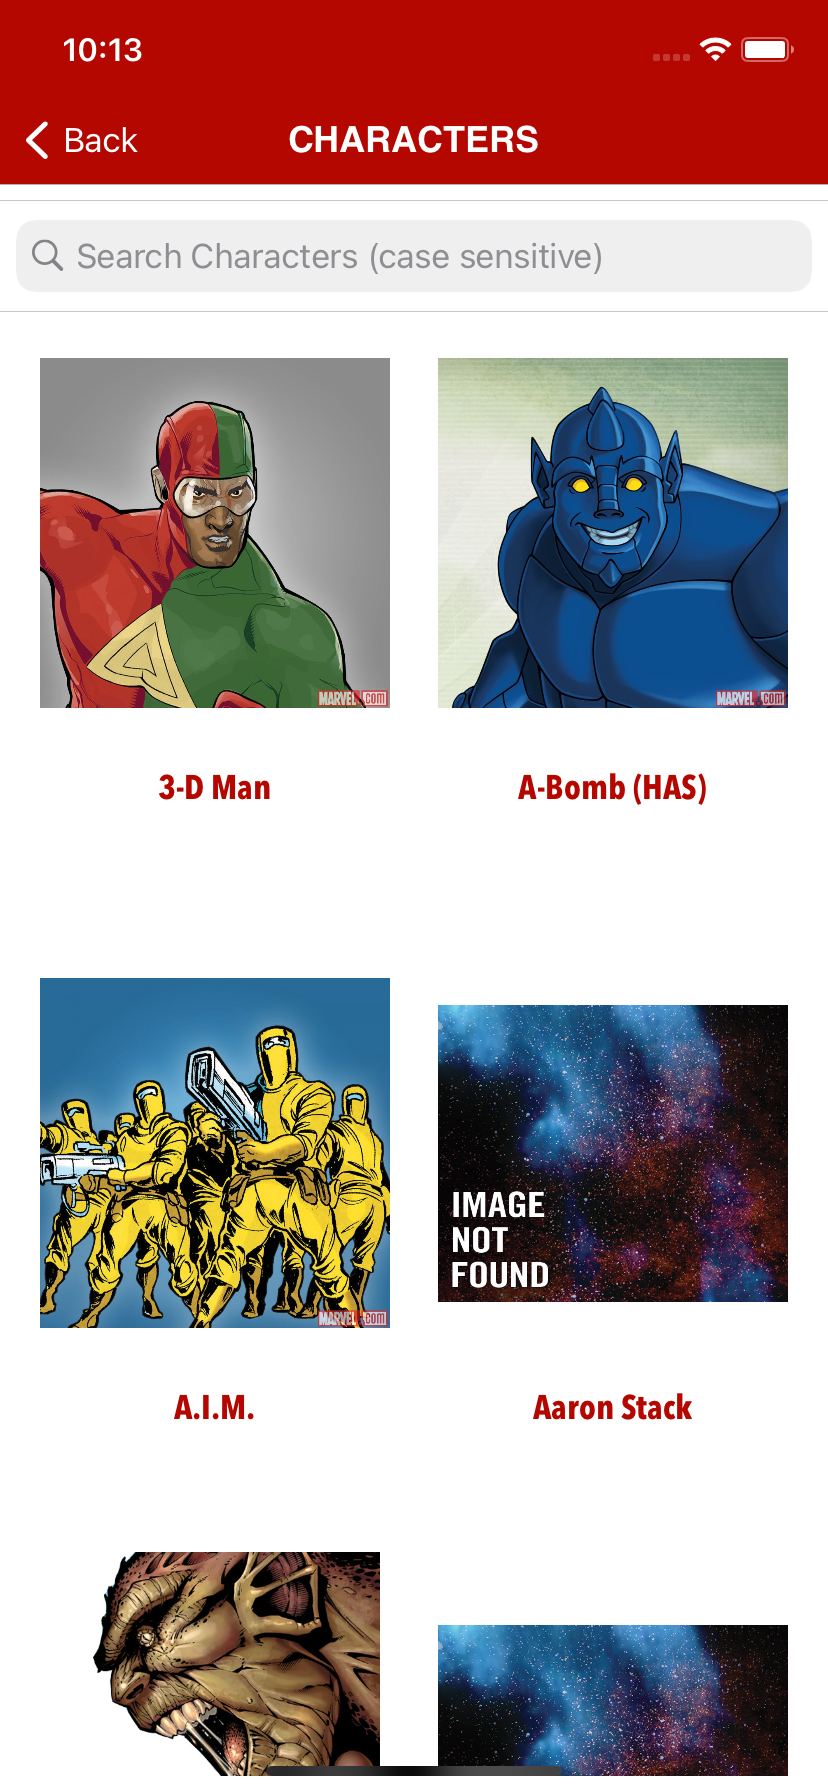 10:13
Back
CHARACTERS
Search Characters (case sensitive)
MARVEL.com
MARVEL.com
3-D Man
A-Bomb (HAS)
MARVEL.com
IMAGE
NOT
FOUND
A.I.M.
Aaron Stack